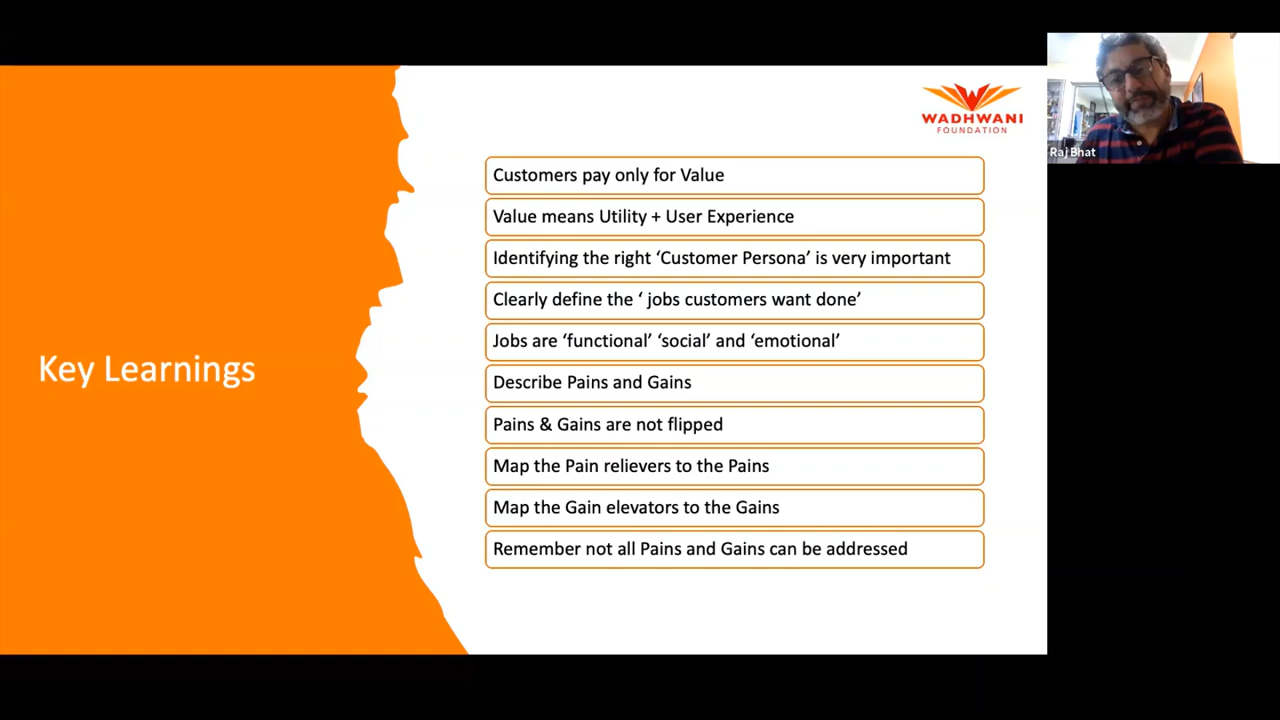 WADHWANI
FOUNDATION
Raj Bhat
Key Learnings
Customers pay only for Value
Value means Utility + User Experience
Identifying the right ‘Customer Persona’ is very important
Clearly define the ‘ jobs customers want done’
Jobs are ‘functional’ ‘social’ and ‘emotional’
Describe Pains and Gains
Pains & Gains are not flipped
Map the Pain relievers to the Pains
Map the Gain elevators to the Gains
Remember not all Pains and Gains can be addressed